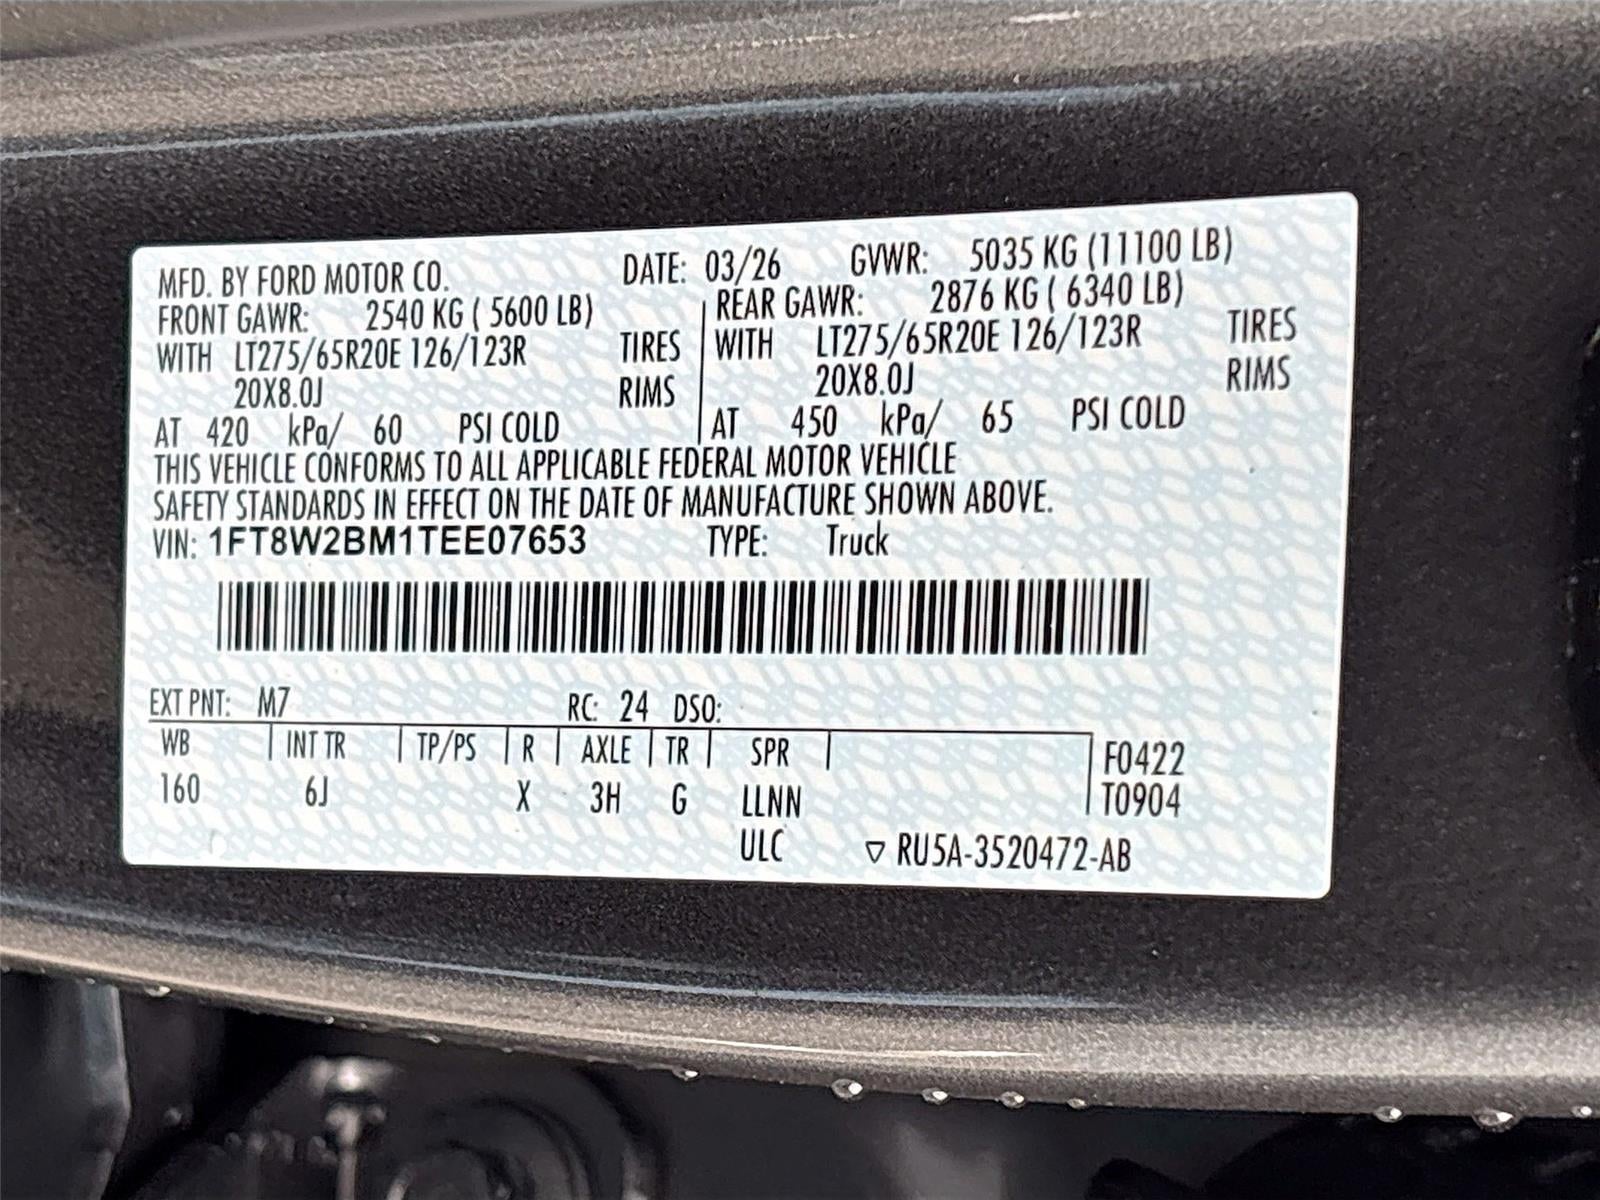 MFD. BY FORD MOTOR CO. DATE: 03/26 GVWR: 5035 KG (11100 LB)
FRONT GAWR: 2540 KG ( 5600 LB) REAR GAWR: 2876 KG ( 6340 LB)
WITH LT275/65R20E 126/123R TIRES WITH LT275/65R20E 126/123R TIRES
20X8.0J RIMS 20X8.0J RIMS
AT 420 kPa/ 60 PSI COLD AT 450 kPa/ 65 PSI COLD
THIS VEHICLE CONFORMS TO ALL APPLICABLE FEDERAL MOTOR VEHICLE
SAFETY STANDARDS IN EFFECT ON THE DATE OF MANUFACTURE SHOWN ABOVE.
VIN: 1FT8W2BM1TEE07653 TYPE: Truck
EXT PNT: M7 RC: 24 DSO:
WB INT TR TP/PS R AXLE TR SPR F0422
160 6J X 3H G LLNN T0904
ULC ▽ RU5A-3520472-AB